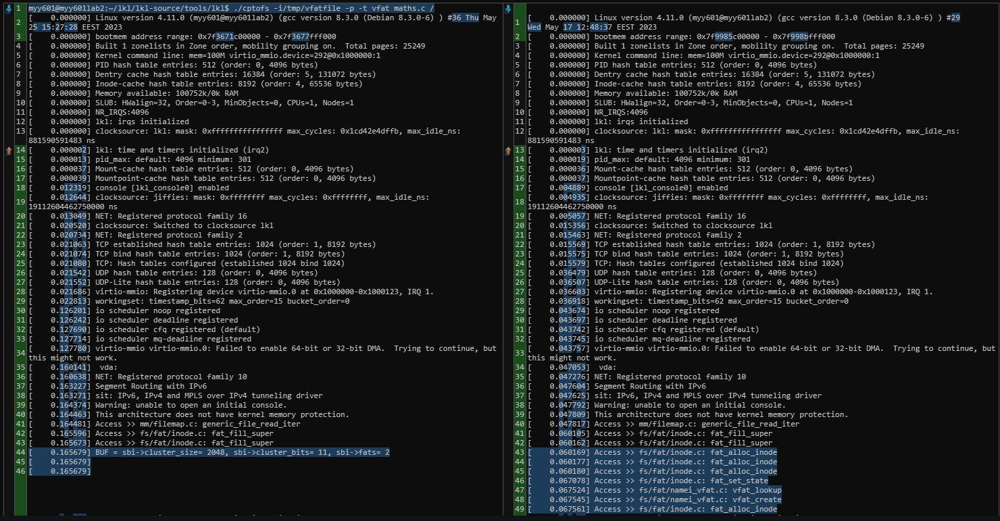 1 myy601@myy601lab2:~/lkl/lkl-source/tools/lkl$ ./cptofs -i/tmp/vfatfile -p -t vfat maths.c /
2 [    0.000000] Linux version 4.11.0 (myy601@myy601lab2) (gcc version 8.3.0 (Debian 8.3.0-6) ) #36 Thu May
25 15:27:28 EEST 2023
3 [    0.000000] bootmem address range: 0x7f3671c00000 - 0x7f3677fff000
4 [    0.000000] Built 1 zonelists in Zone order, mobility grouping on.  Total pages: 25249
5 [    0.000000] Kernel command line: mem=100M virtio_mmio.device=292@0x1000000:1
6 [    0.000000] PID hash table entries: 512 (order: 0, 4096 bytes)
7 [    0.000000] Dentry cache hash table entries: 16384 (order: 5, 131072 bytes)
8 [    0.000000] Inode-cache hash table entries: 8192 (order: 4, 65536 bytes)
9 [    0.000000] Memory available: 100752k/0k RAM
10 [    0.000000] SLUB: HWalign=32, Order=0-3, MinObjects=0, CPUs=1, Nodes=1
11 [    0.000000] NR_IRQS:4096
12 [    0.000000] lkl: irqs initialized
13 [    0.000000] clocksource: lkl: mask: 0xffffffffffffffff max_cycles: 0x1cd42e4dffb, max_idle_ns:
881590591483 ns
14 [    0.000002] lkl: time and timers initialized (irq2)
15 [    0.000013] pid_max: default: 4096 minimum: 301
16 [    0.000037] Mount-cache hash table entries: 512 (order: 0, 4096 bytes)
17 [    0.000039] Mountpoint-cache hash table entries: 512 (order: 0, 4096 bytes)
18 [    0.012319] console [lkl_console0] enabled
19 [    0.012644] clocksource: jiffies: mask: 0xffffffff max_cycles: 0xffffffff, max_idle_ns:
19112604462750000 ns
20 [    0.013049] NET: Registered protocol family 16
21 [    0.020520] clocksource: Switched to clocksource lkl
22 [    0.020734] NET: Registered protocol family 2
23 [    0.021063] TCP established hash table entries: 1024 (order: 1, 8192 bytes)
24 [    0.021074] TCP bind hash table entries: 1024 (order: 1, 8192 bytes)
25 [    0.021080] TCP: Hash tables configured (established 1024 bind 1024)
26 [    0.021542] UDP hash table entries: 128 (order: 0, 4096 bytes)
27 [    0.021552] UDP-Lite hash table entries: 128 (order: 0, 4096 bytes)
28 [    0.021686] virtio-mmio: Registering device virtio-mmio.0 at 0x1000000-0x1000123, IRQ 1.
29 [    0.022813] workingset: timestamp_bits=62 max_order=15 bucket_order=0
30 [    0.126201] io scheduler noop registered
31 [    0.126242] io scheduler deadline registered
32 [    0.127690] io scheduler cfq registered (default)
33 [    0.127714] io scheduler mq-deadline registered
34 [    0.127780] virtio-mmio virtio-mmio.0: Failed to enable 64-bit or 32-bit DMA.  Trying to continue, but
this might not work.
35 [    0.160141]  vda:
36 [    0.160638] NET: Registered protocol family 10
37 [    0.163227] Segment Routing with IPv6
38 [    0.163271] sit: IPv6, IPv4 and MPLS over IPv4 tunneling driver
39 [    0.164374] Warning: unable to open an initial console.
40 [    0.164463] This architecture does not have kernel memory protection.
41 [    0.164481] Access >> mm/filemap.c: generic_file_read_iter
42 [    0.165596] Access >> fs/fat/inode.c: fat_fill_super
43 [    0.165673] Access >> fs/fat/inode.c: fat_fill_super
44 [    0.165679] BUF = sbi->cluster_size= 2048, sbi->cluster_bits= 11, sbi->fats= 2
45 [    0.165679]
46 [    0.165679]
1 [    0.000000] Linux version 4.11.0 (myy601@myy601lab2) (gcc version 8.3.0 (Debian 8.3.0-6) ) #29
Wed May 17 12:48:37 EEST 2023
2 [    0.000000] bootmem address range: 0x7f9985c00000 - 0x7f998bfff000
3 [    0.000000] Built 1 zonelists in Zone order, mobility grouping on.  Total pages: 25249
4 [    0.000000] Kernel command line: mem=100M virtio_mmio.device=292@0x1000000:1
5 [    0.000000] PID hash table entries: 512 (order: 0, 4096 bytes)
6 [    0.000000] Dentry cache hash table entries: 16384 (order: 5, 131072 bytes)
7 [    0.000000] Inode-cache hash table entries: 8192 (order: 4, 65536 bytes)
8 [    0.000000] Memory available: 100752k/0k RAM
9 [    0.000000] SLUB: HWalign=32, Order=0-3, MinObjects=0, CPUs=1, Nodes=1
10 [    0.000000] NR_IRQS:4096
11 [    0.000000] lkl: irqs initialized
12 [    0.000000] clocksource: lkl: mask: 0xffffffffffffffff max_cycles: 0x1cd42e4dffb, max_idle_ns:
881590591483 ns
13 [    0.000003] lkl: time and timers initialized (irq2)
14 [    0.000019] pid_max: default: 4096 minimum: 301
15 [    0.000036] Mount-cache hash table entries: 512 (order: 0, 4096 bytes)
16 [    0.000037] Mountpoint-cache hash table entries: 512 (order: 0, 4096 bytes)
17 [    0.004889] console [lkl_console0] enabled
18 [    0.004935] clocksource: jiffies: mask: 0xffffffff max_cycles: 0xffffffff, max_idle_ns:
19112604462750000 ns
19 [    0.005057] NET: Registered protocol family 16
20 [    0.015356] clocksource: Switched to clocksource lkl
21 [    0.015463] NET: Registered protocol family 2
22 [    0.015569] TCP established hash table entries: 1024 (order: 1, 8192 bytes)
23 [    0.015575] TCP bind hash table entries: 1024 (order: 1, 8192 bytes)
24 [    0.015579] TCP: Hash tables configured (established 1024 bind 1024)
25 [    0.036479] UDP hash table entries: 128 (order: 0, 4096 bytes)
26 [    0.036507] UDP-Lite hash table entries: 128 (order: 0, 4096 bytes)
27 [    0.036603] virtio-mmio: Registering device virtio-mmio.0 at 0x1000000-0x1000123, IRQ 1.
28 [    0.036918] workingset: timestamp_bits=62 max_order=15 bucket_order=0
29 [    0.043674] io scheduler noop registered
30 [    0.043697] io scheduler deadline registered
31 [    0.043742] io scheduler cfq registered (default)
32 [    0.043745] io scheduler mq-deadline registered
33 [    0.043757] virtio-mmio virtio-mmio.0: Failed to enable 64-bit or 32-bit DMA.  Trying to continue, but
this might not work.
34 [    0.047053]  vda:
35 [    0.047276] NET: Registered protocol family 10
36 [    0.047604] Segment Routing with IPv6
37 [    0.047625] sit: IPv6, IPv4 and MPLS over IPv4 tunneling driver
38 [    0.047792] Warning: unable to open an initial console.
39 [    0.047809] This architecture does not have kernel memory protection.
40 [    0.047817] Access >> mm/filemap.c: generic_file_read_iter
41 [    0.060105] Access >> fs/fat/inode.c: fat_fill_super
42 [    0.060162] Access >> fs/fat/inode.c: fat_fill_super
43 [    0.060169] Access >> fs/fat/inode.c: fat_alloc_inode
44 [    0.060177] Access >> fs/fat/inode.c: fat_alloc_inode
45 [    0.060180] Access >> fs/fat/inode.c: fat_alloc_inode
46 [    0.067078] Access >> fs/fat/inode.c: fat_set_state
47 [    0.067524] Access >> fs/fat/namei_vfat.c: vfat_lookup
48 [    0.067545] Access >> fs/fat/namei_vfat.c: vfat_create
49 [    0.067561] Access >> fs/fat/inode.c: fat_alloc_inode